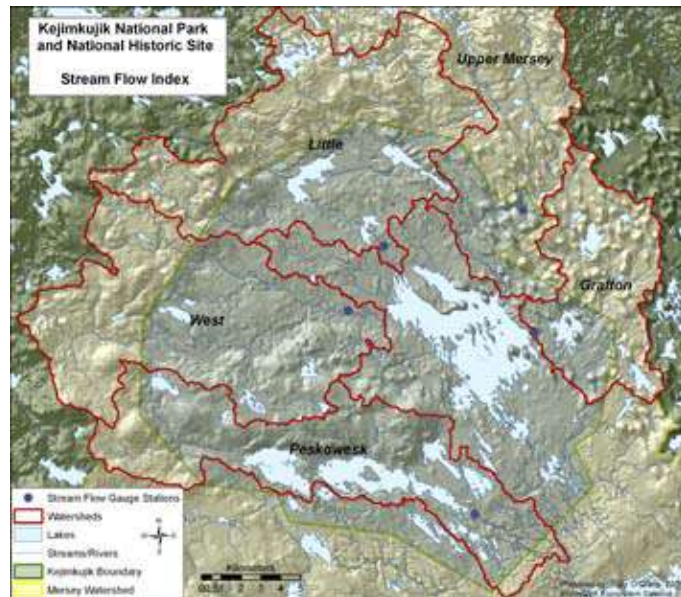 Kejimkujik National Park
and National Historic Site
Stream Flow Index
Upper Mersey
Little
Grafton
West
Peskowesk
Stream Flow Gauge Stations
Watersheds
Lakes
Streams/Rivers
Kejimkujik Boundary
Mersey Watershed
N
Kilometers